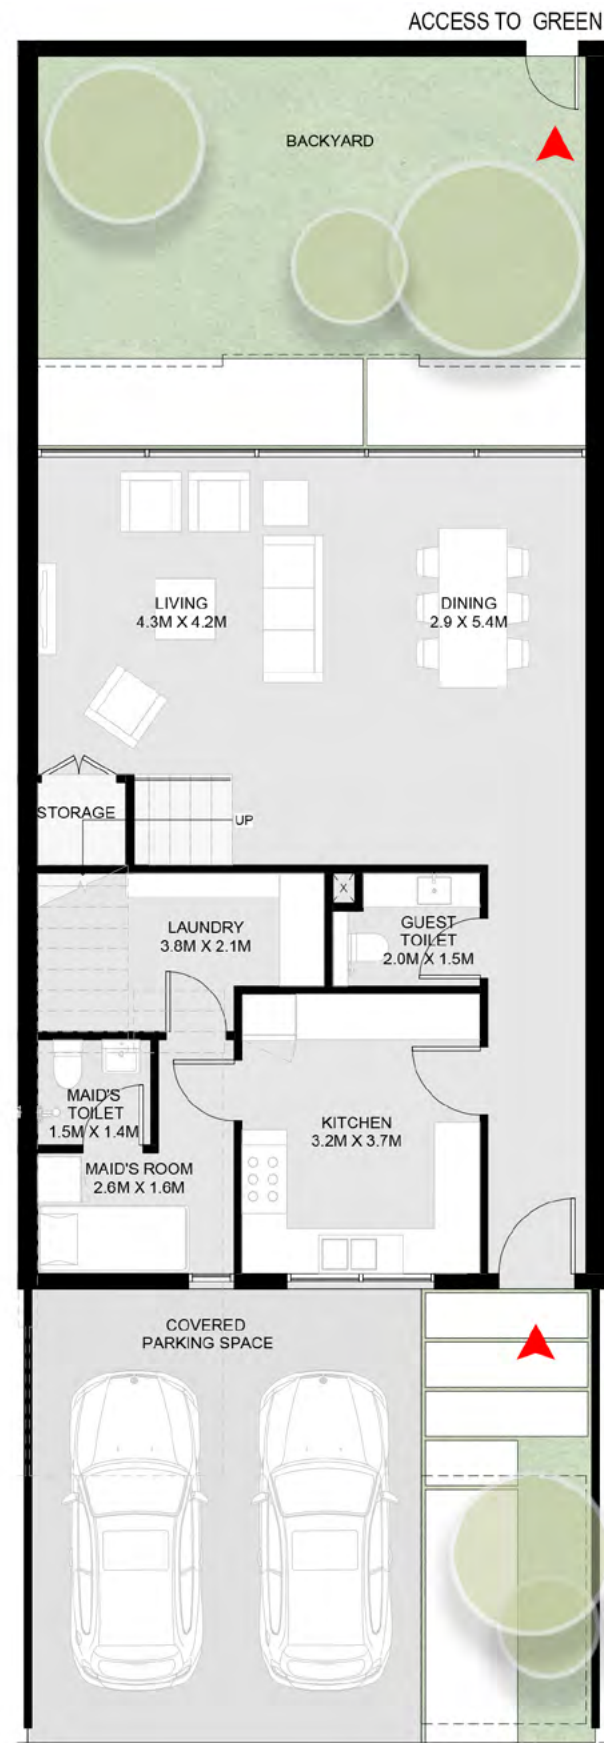 ACCESS TO GREEN
BACKYARD
LIVING
4.3M X 4.2M
DINING
2.9 X 5.4M
STORAGE
UP
LAUNDRY
3.8M X 2.1M
X
GUEST
TOILET
2.0M X 1.5M
MAID'S
TOILET
1.5M X 1.4M
KITCHEN
3.2M X 3.7M
MAID'S ROOM
2.6M X 1.6M
COVERED
PARKING SPACE